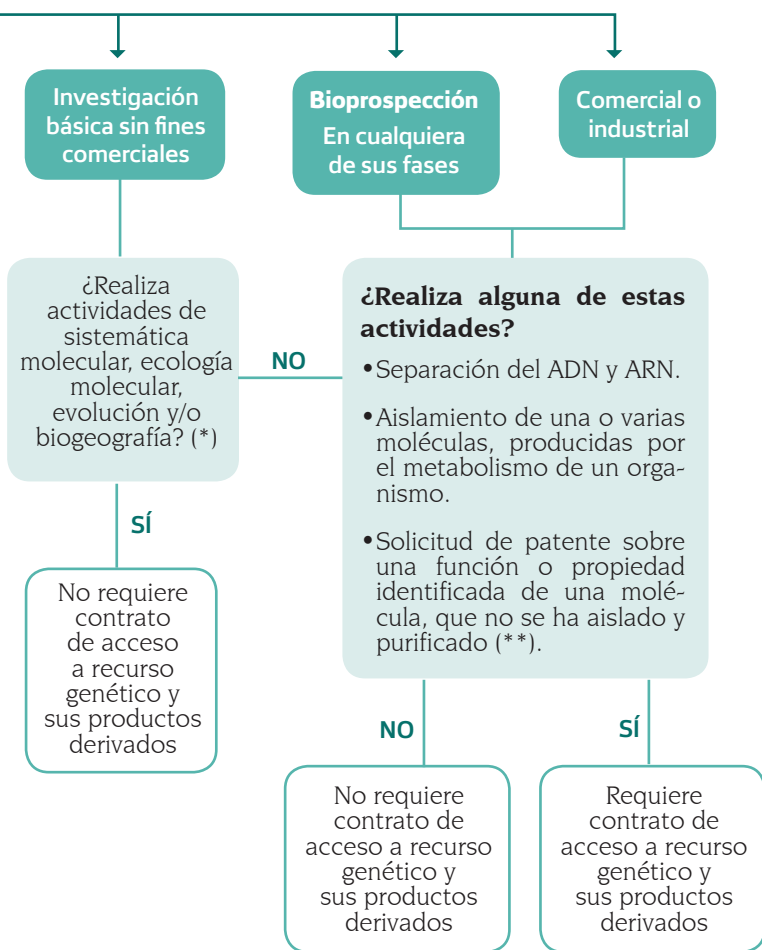 Investigación
básica sin fines
comerciales
Bioprospección
En cualquiera
de sus fases
Comercial o
industrial
¿Realiza
actividades de
sistemática
molecular, ecología
molecular,
evolución y/o
biogeografía? (*)
NO
¿Realiza alguna de estas
actividades?
•Separación del ADN y ARN.
•Aislamiento de una o varias
moléculas, producidas por
el metabolismo de un orga-
nismo.
•Solicitud de patente sobre
una función o propiedad
identificada de una molé-
cula, que no se ha aislado y
purificado (**).
SÍ
No requiere
contrato
de acceso
a recurso
genético y
sus productos
derivados
NO
SÍ
No requiere
contrato de
acceso a recurso
genético y
sus productos
derivados
Requiere
contrato de
acceso a recurso
genético y
sus productos
derivados